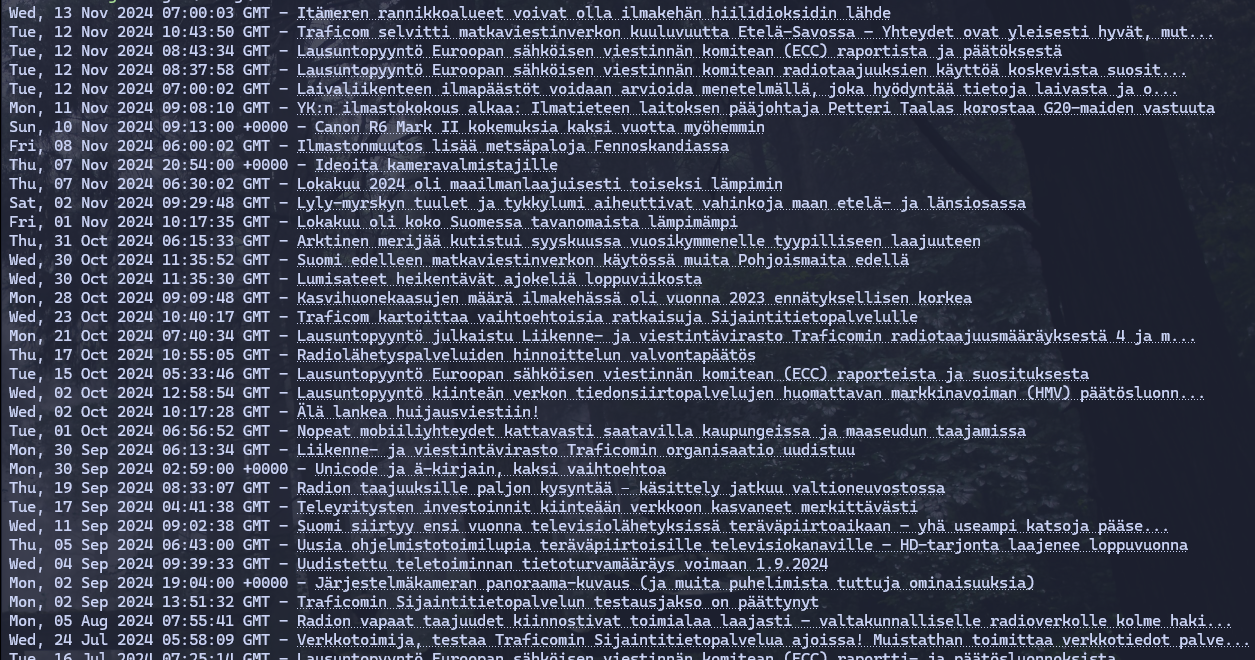 Wed, 13 Nov 2024 07:00:03 GMT – Itämeren rannikkoalueet voivat olla ilmakehän hiilidioksidin lähde
Tue, 12 Nov 2024 10:43:50 GMT – Traficom selvitti matkaviestinverkon kuuluvuutta Etelä-Savossa – Yhteydet ovat yleisesti hyvät, mut...
Tue, 12 Nov 2024 08:43:34 GMT – Lausuntopyyntö Euroopan sähköisen viestinnän komitean (ECC) raportista ja päätöksestä
Tue, 12 Nov 2024 08:37:58 GMT – Lausuntopyyntö Euroopan sähköisen viestinnän komitean radiotaajuuksien käyttöä koskevista suosit...
Tue, 12 Nov 2024 07:00:02 GMT – Laivaliikenteen ilmapäästöt voidaan arvioida menetelmällä, joka hyödyntää tietoja laivasta ja o...
Mon, 11 Nov 2024 09:08:10 GMT – YK:n ilmastokokous alkaa: Ilmatieteen laitoksen pääjohtaja Petteri Taalas korostaa G20-maiden vastuuta
Sun, 10 Nov 2024 09:13:00 +0000 – Canon R6 Mark II kokemuksia kaksi vuotta myöhemmin
Fri, 08 Nov 2024 06:00:02 GMT – Ilmastonmuutos lisää metsäpaloja Fennoskandiassa
Thu, 07 Nov 2024 20:54:00 +0000 – Ideoita kameravalmistajille
Thu, 07 Nov 2024 06:30:02 GMT – Lokakuu 2024 oli maailmanlaajuisesti toiseksi lämpimin
Sat, 02 Nov 2024 09:29:48 GMT – Lyly-myrskyn tuulet ja tykkylumi aiheuttivat vahinkoja maan etelä- ja länsiosassa
Fri, 01 Nov 2024 10:17:35 GMT – Lokakuu oli koko Suomessa tavanomaista lämpimämpi
Thu, 31 Oct 2024 06:15:33 GMT – Arktinen merijää kutistui syyskuussa vuosikymmenelle tyypilliseen laajuuteen
Wed, 30 Oct 2024 11:35:52 GMT – Suomi edelleen matkaviestinverkon käytössä muita Pohjoismaita edellä
Wed, 30 Oct 2024 11:35:30 GMT – Lumisateet heikentävät ajokeliä loppuviikosta
Mon, 28 Oct 2024 09:09:48 GMT – Kasvihuonekaasujen määrä ilmakehässä oli vuonna 2023 ennätyksellisen korkea
Wed, 23 Oct 2024 10:40:17 GMT – Traficom kartoittaa vaihtoehtoisia ratkaisuja Sijaintitietopalvelulle
Mon, 21 Oct 2024 07:40:34 GMT – Lausuntopyyntö julkaistu Liikenne- ja viestintävirasto Traficomin radiotaajuusmääräyksestä 4 ja m...
Thu, 17 Oct 2024 10:55:05 GMT – Radiolähetyspalveluiden hinnoittelun valvontapäätös
Tue, 15 Oct 2024 05:33:46 GMT – Lausuntopyyntö Euroopan sähköisen viestinnän komitean (ECC) raporteista ja suosituksesta
Wed, 02 Oct 2024 12:58:54 GMT – Lausuntopyyntö kiinteän verkon tiedonsiirtopalvelujen huomattavan markkinavoiman (HMV) päätösluonn...
Wed, 02 Oct 2024 10:17:28 GMT – Älä lankea huijausviestiin!
Tue, 01 Oct 2024 06:56:52 GMT – Nopeat mobiiliyhteydet kattavasti saatavilla kaupungeissa ja maaseudun taajamissa
Mon, 30 Sep 2024 06:13:34 GMT – Liikenne- ja viestintävirasto Traficomin organisaatio uudistuu
Mon, 30 Sep 2024 02:59:00 +0000 – Unicode ja ä-kirjain, kaksi vaihtoehtoa
Thu, 19 Sep 2024 08:33:07 GMT – Radion taajuuksille paljon kysyntää – käsittely jatkuu valtioneuvostossa
Tue, 17 Sep 2024 04:41:38 GMT – Teleyritysten investoinnit kiinteään verkkoon kasvaneet merkittävästi
Wed, 11 Sep 2024 09:02:38 GMT – Suomi siirtyy ensi vuonna televisiolähetyksissä teräväpiirtoaikaan – yhä useampi katsoja pääse...
Thu, 05 Sep 2024 06:43:00 GMT – Uusia ohjelmistotoimilupia teräväpiirtoisille televisiokanaville – HD-tarjonta laajenee loppuvuonna
Wed, 04 Sep 2024 09:39:33 GMT – Uudistettu teletoiminnan tietoturvamääräys voimaan 1.9.2024
Mon, 02 Sep 2024 19:04:00 +0000 – Järjestelmäkameran panoraama-kuvaus (ja muita puhelimista tuttuja ominaisuuksia)
Mon, 02 Sep 2024 13:51:32 GMT – Traficomin Sijaintitietopalvelun testausjakso on päättynyt
Mon, 05 Aug 2024 07:55:41 GMT – Radion vapaat taajuudet kiinnostivat toimialaa laajasti – valtakunnalliselle radioverkolle kolme haki...
Wed, 24 Jul 2024 05:58:09 GMT – Verkkotoimija, testaa Traficomin Sijaintitietopalvelua ajoissa! Muistathan toimittaa verkkotiedot palve...
Tue, 16 Jul 2024 07:25:14 GMT – Lausuntopyyntö Euroopan sähköisen viestinnän komitean (ECC) raportti- ja päätösluonnoksista